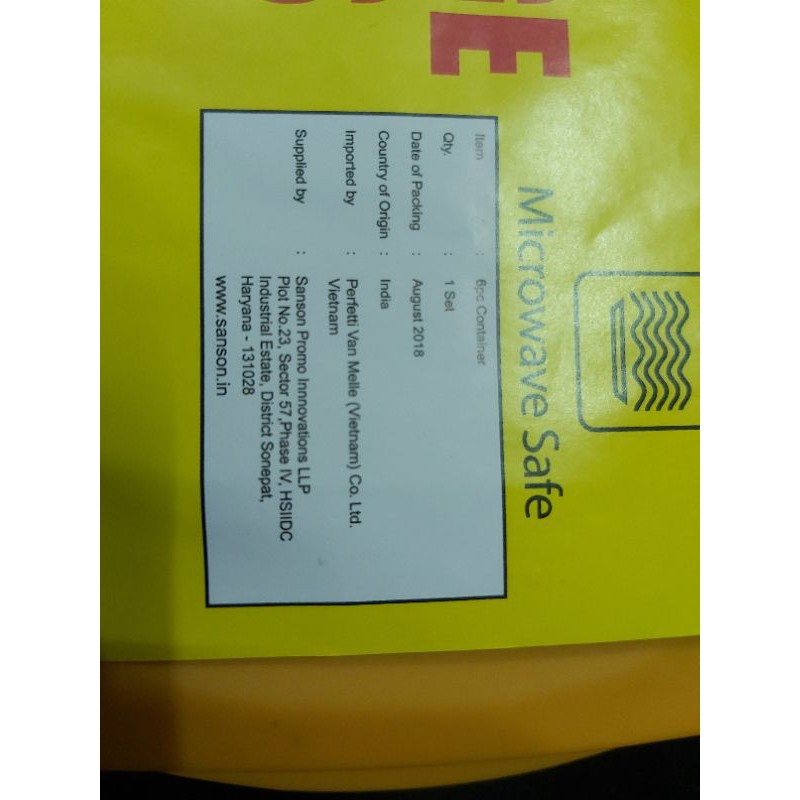 Microwave Safe
Item : 6pc Container
Qty. : 1 Set
Date of Packing : August 2018
Country of Origin : India
Imported by : Perfetti Van Melle (Vietnam) Co. Ltd.
Vietnam
Supplied by : Sanson Promo Innnovations LLP
Plot No.23, Sector 57,Phase IV, HSIIDC
Industrial Estate, District Sonepat,
Haryana - 131028
www.sanson.in